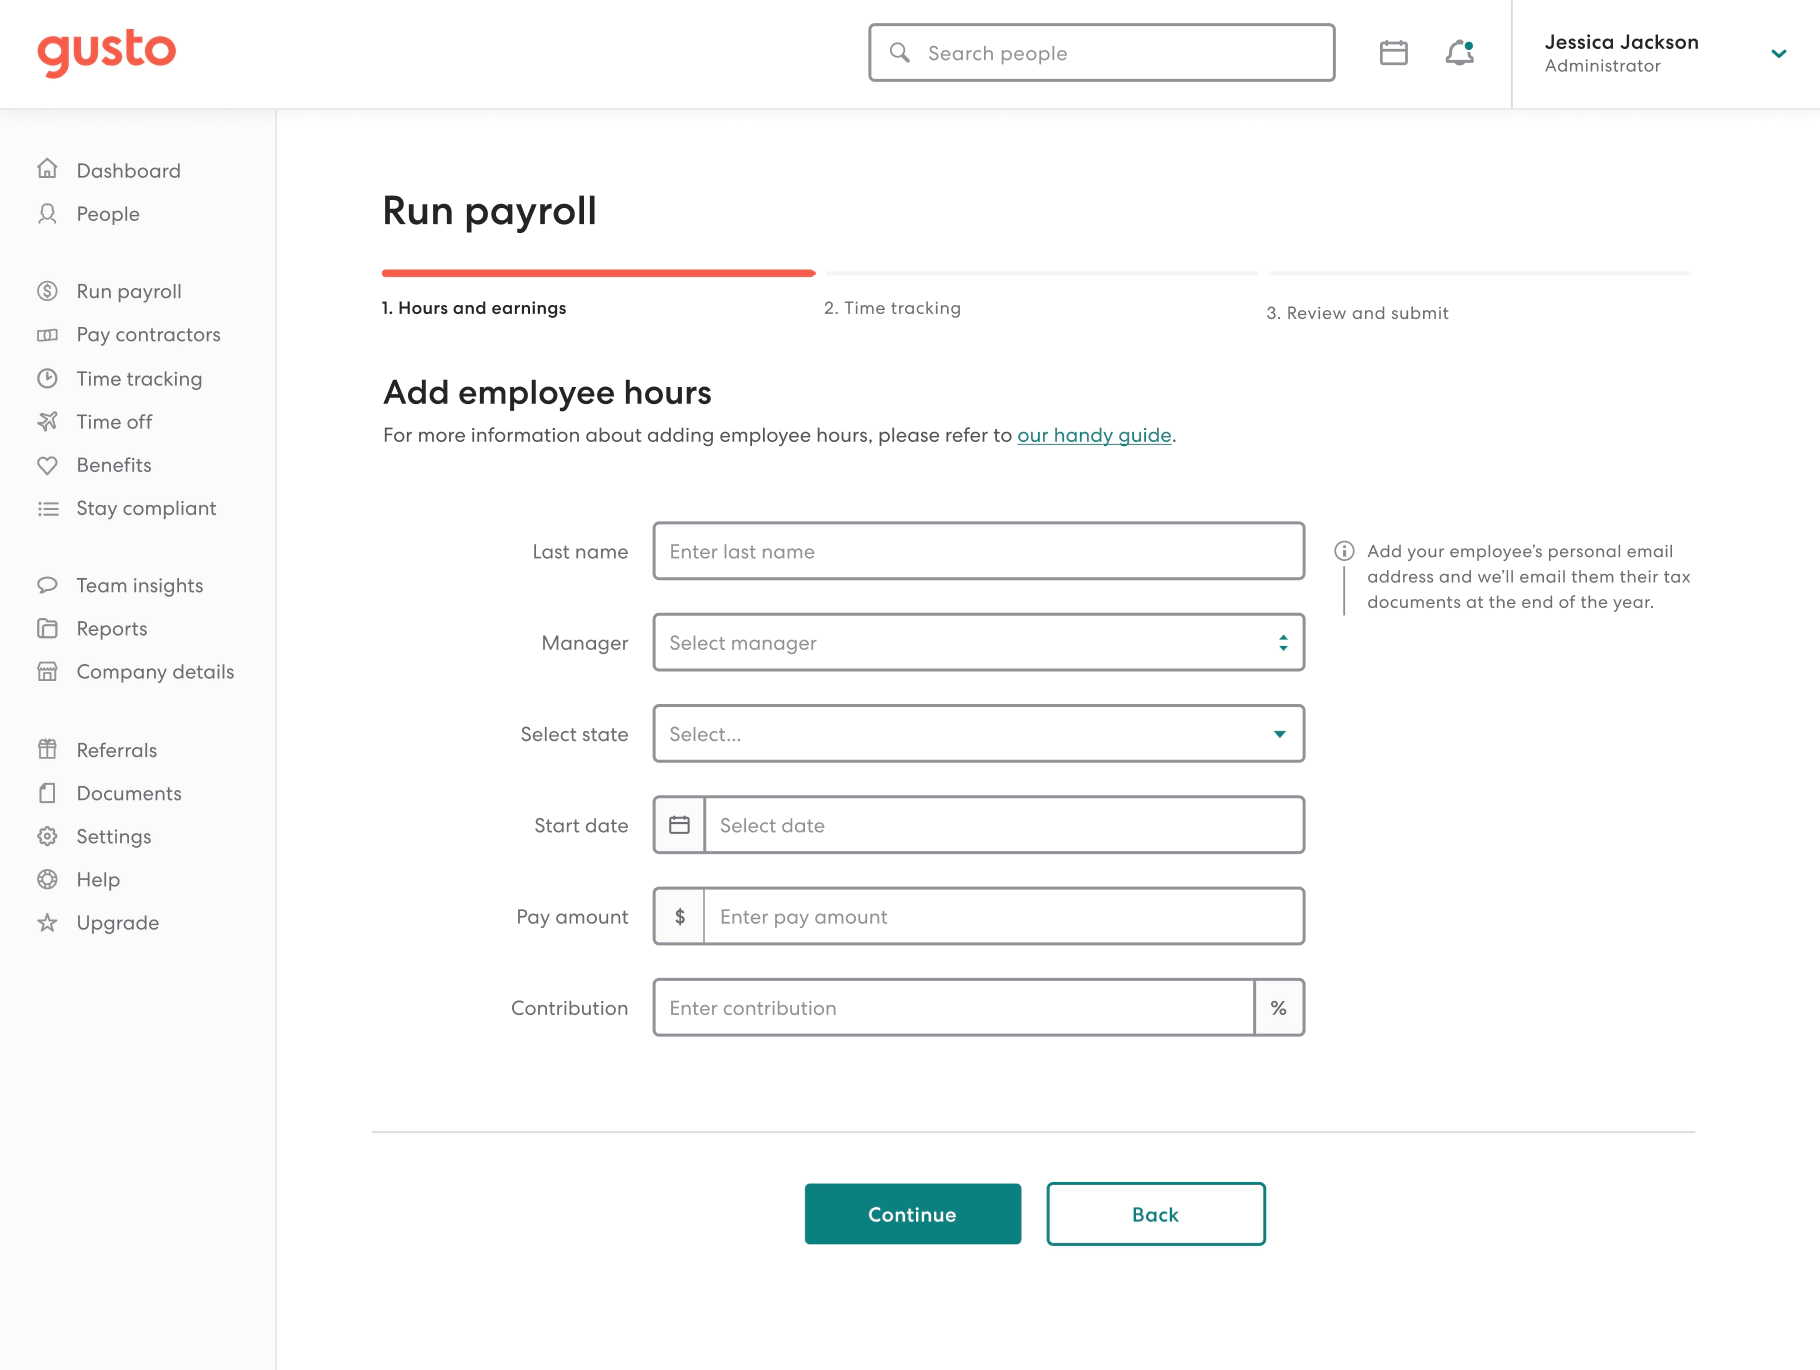 gusto
Search people
Jessica Jackson
Administrator
Dashboard
People
Run payroll
Pay contractors
Time tracking
Time off
Benefits
Stay compliant
Team insights
Reports
Company details
Referrals
Documents
Settings
Help
Upgrade
Run payroll
1. Hours and earnings
2. Time tracking
3. Review and submit
Add employee hours
For more information about adding employee hours, please refer to our handy guide.
Last name
Enter last name
Add your employee’s personal email
address and we’ll email them their tax
documents at the end of the year.
Manager
Select manager
Select state
Select...
Start date
Select date
Pay amount
$
Enter pay amount
Contribution
Enter contribution
%
Continue
Back